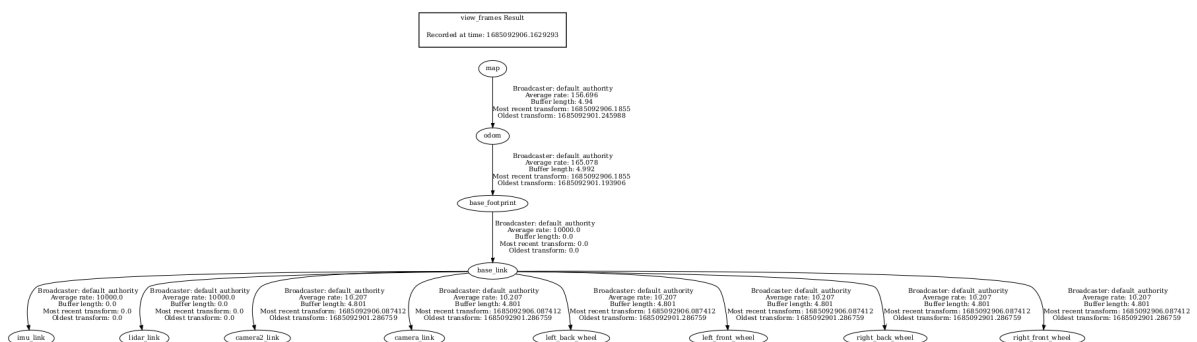 view_frames Result
Recorded at time: 1685092906.1629293
map
Broadcaster: default_authority
Average rate: 156.696
Buffer length: 4.94
Most recent transform: 1685092906.1855
Oldest transform: 1685092901.245988
odom
Broadcaster: default_authority
Average rate: 165.078
Buffer length: 4.992
Most recent transform: 1685092906.1855
Oldest transform: 1685092901.193906
base_footprint
Broadcaster: default_authority
Average rate: 10000.0
Buffer length: 0.0
Most recent transform: 0.0
Oldest transform: 0.0
base_link
Broadcaster: default_authority
Average rate: 10000.0
Buffer length: 0.0
Most recent transform: 0.0
Oldest transform: 0.0
Broadcaster: default_authority
Average rate: 10000.0
Buffer length: 0.0
Most recent transform: 0.0
Oldest transform: 0.0
Broadcaster: default_authority
Average rate: 10.207
Buffer length: 4.801
Most recent transform: 1685092906.087412
Oldest transform: 1685092901.286759
Broadcaster: default_authority
Average rate: 10.207
Buffer length: 4.801
Most recent transform: 1685092906.087412
Oldest transform: 1685092901.286759
Broadcaster: default_authority
Average rate: 10.207
Buffer length: 4.801
Most recent transform: 1685092906.087412
Oldest transform: 1685092901.286759
Broadcaster: default_authority
Average rate: 10.207
Buffer length: 4.801
Most recent transform: 1685092906.087412
Oldest transform: 1685092901.286759
Broadcaster: default_authority
Average rate: 10.207
Buffer length: 4.801
Most recent transform: 1685092906.087412
Oldest transform: 1685092901.286759
Broadcaster: default_authority
Average rate: 10.207
Buffer length: 4.801
Most recent transform: 1685092906.087412
Oldest transform: 1685092901.286759
imu_link
lidar_link
camera2_link
camera_link
left_back_wheel
left_front_wheel
right_back_wheel
right_front_wheel